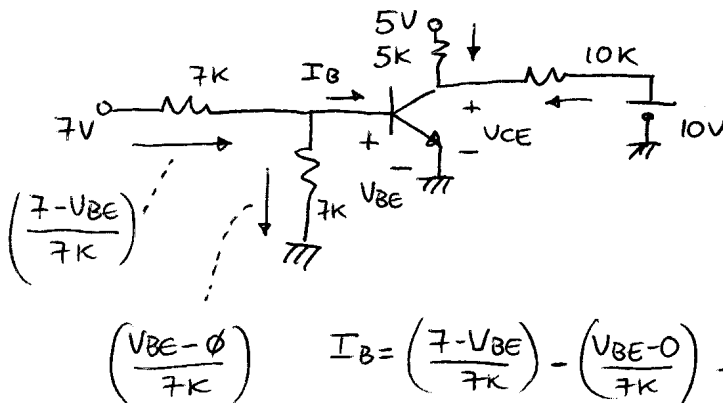 5V
5K
7K
IB
10K
7V
+
VCE
-
+
-
VBE
7K
10V
(7-VBE / 7K)
(VBE-∅ / 7K)
IB = (7-VBE / 7K) - (VBE-0 / 7K) -